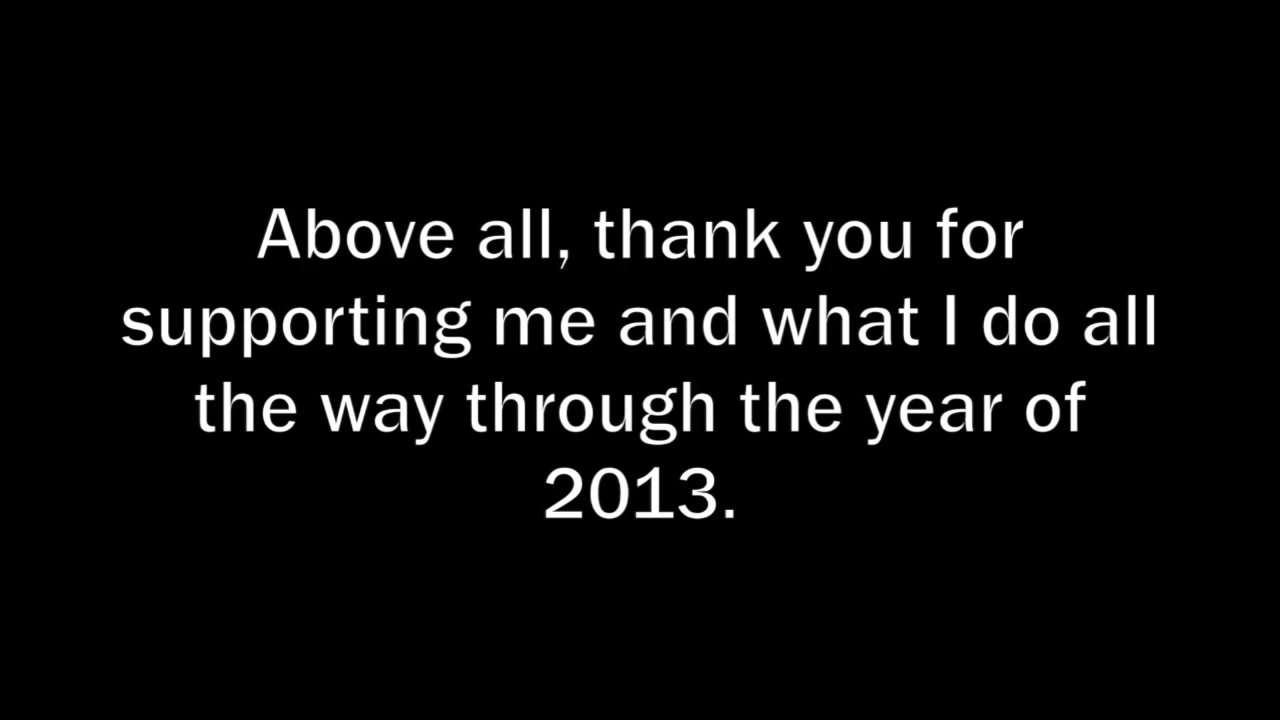 Above all, thank you for
supporting me and what I do all
the way through the year of
2013.